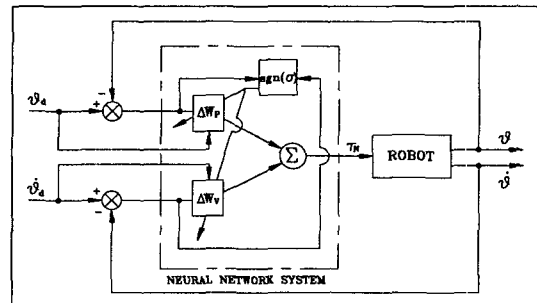 sgn(σ)
−
ϑd
+
ΔWP
Σ
τN
ROBOT
ϑ
ϑ̇
ϑ̇d
+
−
ΔWV
NEURAL NETWORK SYSTEM